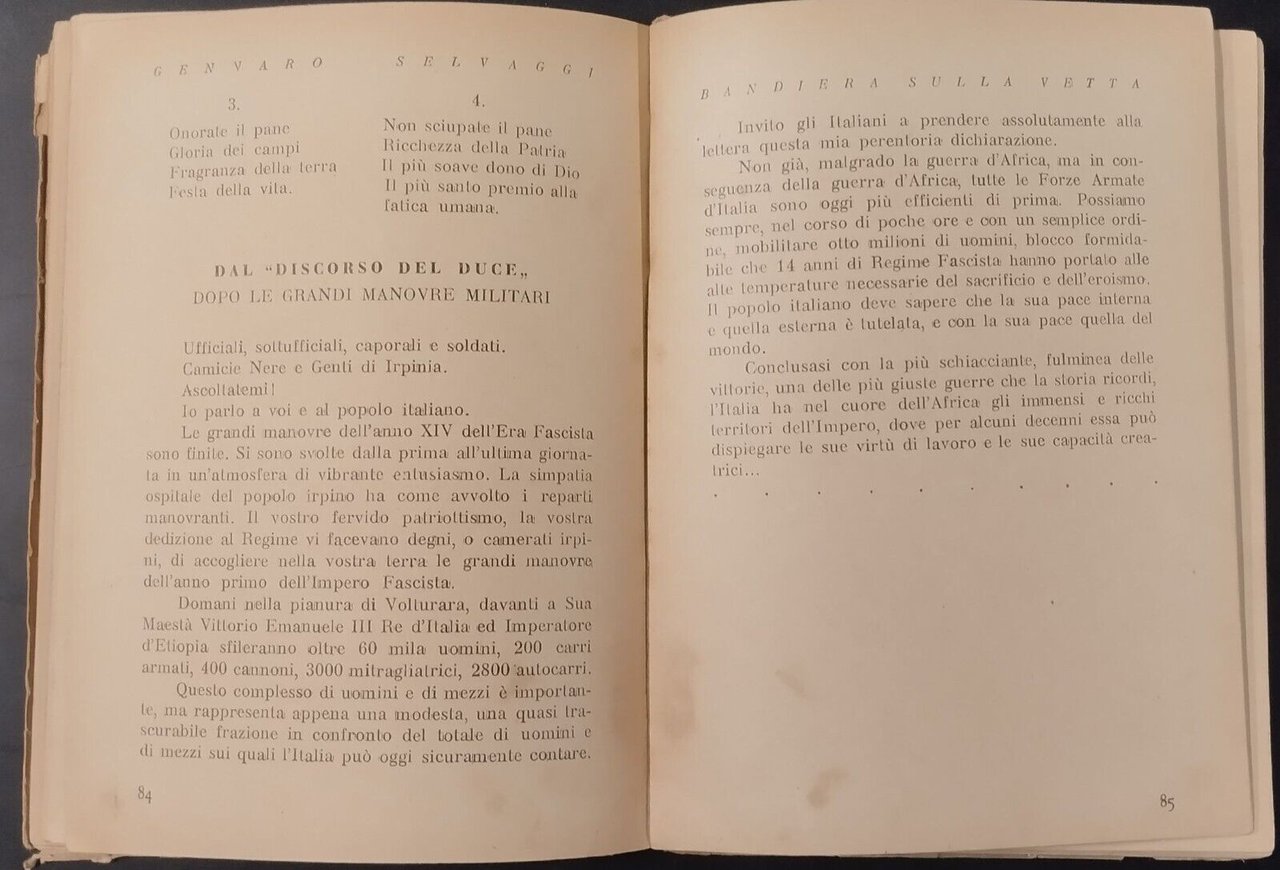 GENVARO SELVAGGI
3.
Onorate il pane
Gloria dei campi
Fragranza della terra
Festa della vita.
4.
Non sciupate il pane
Ricchezza della Patria
Il più soave dono di Dio
Il più santo premio alla
fatica umana.
DAL "DISCORSO DEL DUCE„
DOPO LE GRANDI MANOVRE MILITARI
Ufficiali, sottufficiali, caporali e soldati.
Camicie Nere e Genti di Irpinia.
Ascoltatemi!
Io parlo a voi e al popolo italiano.
Le grandi manovre dell'anno XIV dell'Era Fascista
sono finite. Si sono svolte dalla prima all'ultima giorna-
ta in un'atmosfera di vibrante entusiasmo. La simpatia
ospitale del popolo irpino ha come avvolto i reparti
manovranti. Il vostro fervido patriottismo, la vostra
dedizione al Regime vi facevano degni, o camerati irpi-
ni, di accogliere nella vostra terra le grandi manovre
dell'anno primo dell'Impero Fascista.
Domani nella pianura di Volturara, davanti a Sua
Maestà Vittorio Emanuele III Re d'Italia ed Imperatore
d'Etiopia sfileranno oltre 60 mila uomini, 200 carri
armati, 400 cannoni, 3000 mitragliatrici, 2800 autocarri.
Questo complesso di uomini e di mezzi è importan-
te, ma rappresenta appena una modesta, una quasi tra-
scurabile frazione in confronto del totale di uomini e
di mezzi sui quali l'Italia può oggi sicuramente contare.
84
BANDIERA SULLA VETTA
Invito gli Italiani a prendere assolutamente alla
lettera questa mia perentoria dichiarazione.
Non già, malgrado la guerra d'Africa, ma in con-
seguenza della guerra d'Africa, tutte le Forze Armate
d'Italia sono oggi più efficienti di prima. Possiamo
sempre, nel corso di poche ore e con un semplice ordi-
ne, mobilitare otto milioni di uomini, blocco formida-
bile che 14 anni di Regime Fascista hanno portato alle
alte temperature necessarie del sacrificio e dell'eroismo.
Il popolo italiano deve sapere che la sua pace interna
e quella esterna è tutelata, e con la sua pace quella del
mondo.
Conclusasi con la più schiacciante, fulminea delle
vittorie, una delle più giuste guerre che la storia ricordi,
l'Italia ha nel cuore dell'Africa gli immensi e ricchi
territori dell'Impero, dove per alcuni decenni essa può
dispiegare le sue virtù di lavoro e le sue capacità crea-
trici...
. . . . . . . . .
85